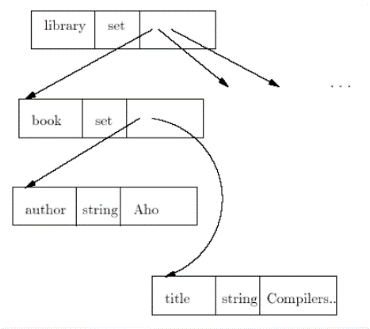 library set
. . .
book set
author string Aho
title string Compilers..